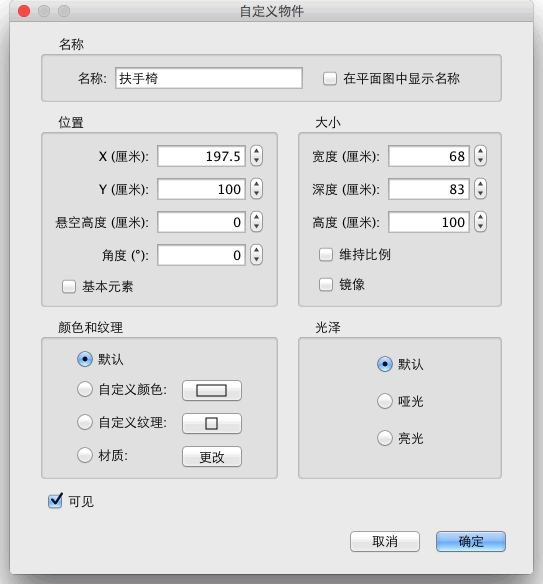 自定义物件
名称
名称: 扶手椅 在平面图中显示名称
位置
X (厘米): 197.5
Y (厘米): 100
悬空高度 (厘米): 0
角度 (°): 0
基本元素
大小
宽度 (厘米): 68
深度 (厘米): 83
高度 (厘米): 100
维持比例
镜像
颜色和纹理
默认
自定义颜色:
自定义纹理:
材质: 更改
光泽
默认
哑光
亮光
可见
取消 确定